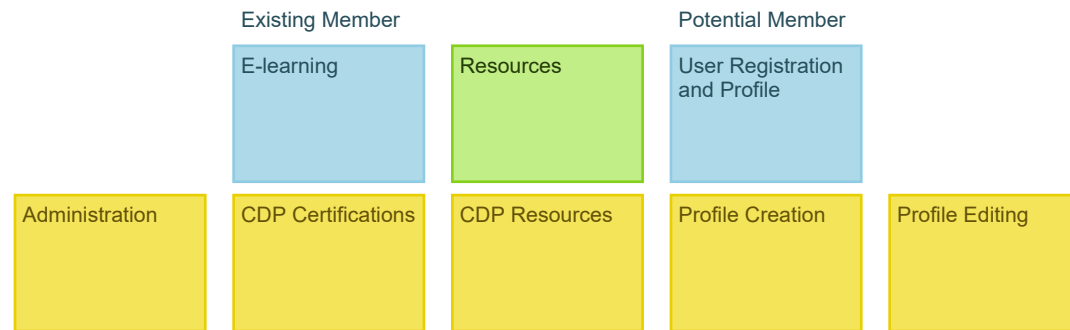 Existing Member
Potential Member
E-learning
Resources
User Registration
and Profile
Administration
CDP Certifications
CDP Resources
Profile Creation
Profile Editing